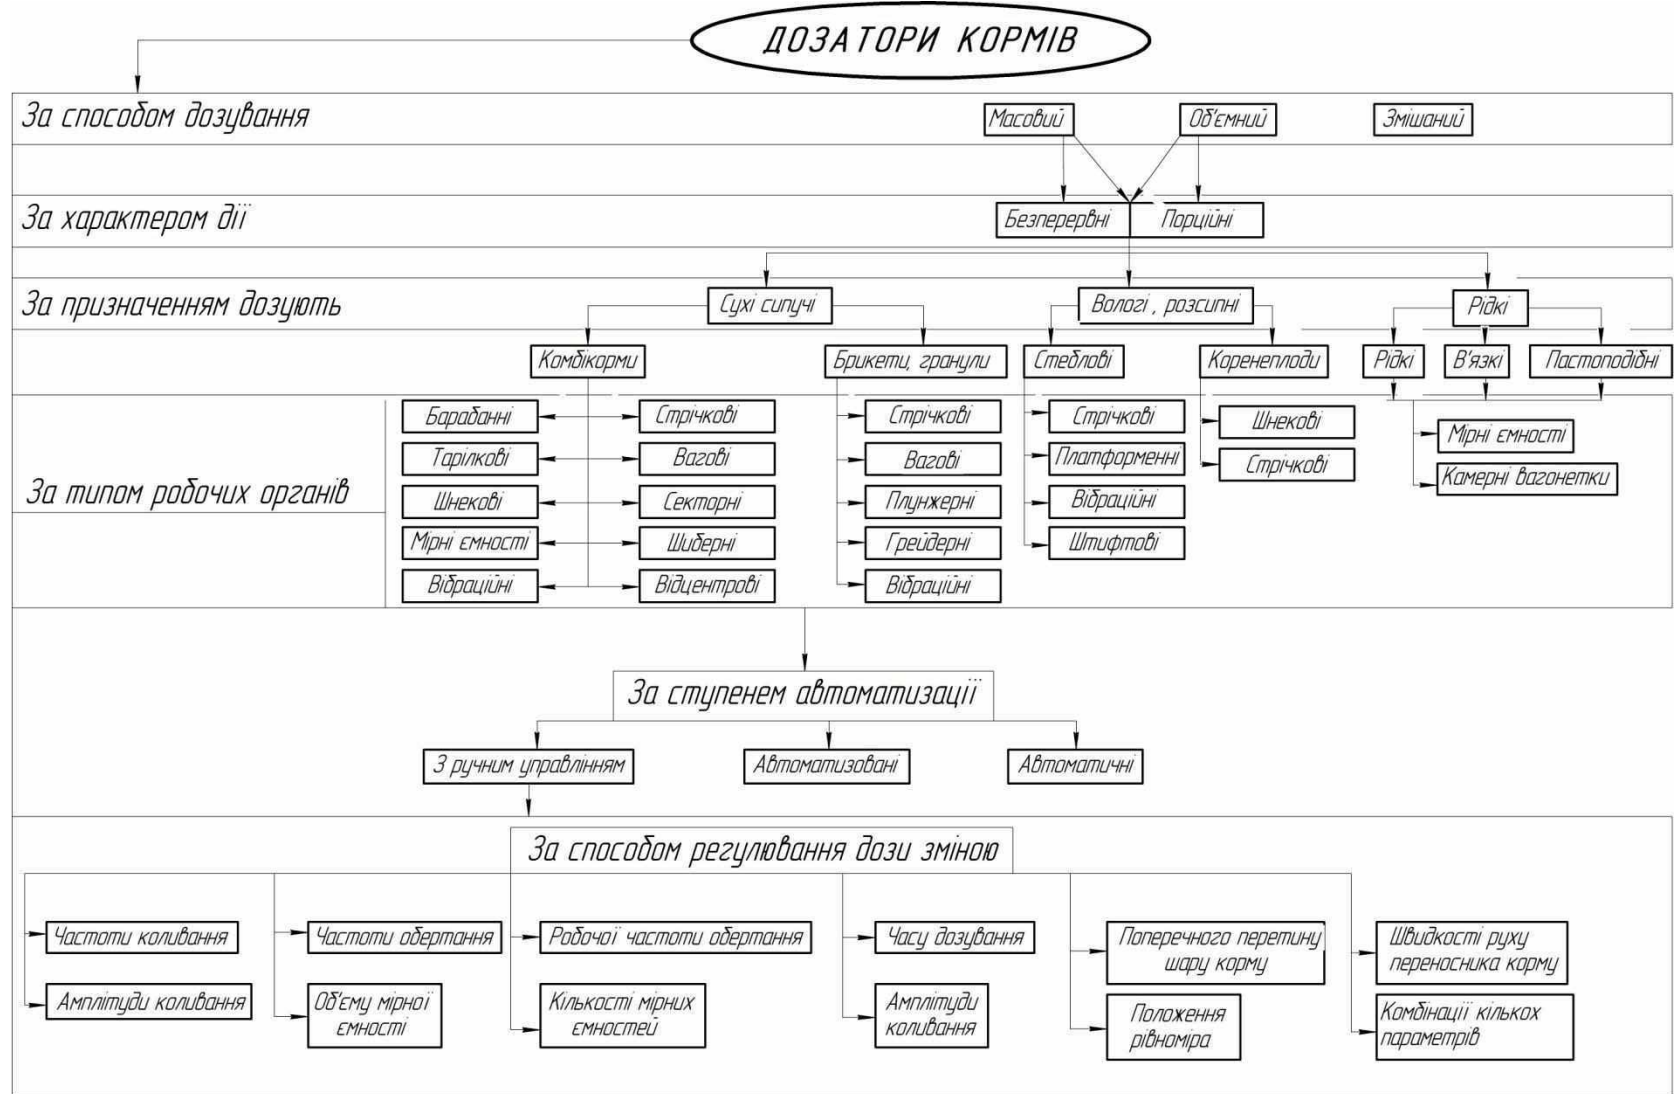 ДОЗАТОРИ КОРМІВ
За способом дозування
Масовий
Об'ємний
Змішаний
За характером дії
Безперервні
Порційні
За призначенням дозують
Сухі сипучі
Вологі , розсипні
Рідкі
Комбікорми
Брикети, гранули
Стеблові
Коренеплоди
Рідкі
В'язкі
Пастоподібні
За типом робочих органів
Барабанні
Стрічкові
Тарілкові
Вагові
Шнекові
Секторні
Мірні ємності
Шиберні
Вібраційні
Відцентрові
Стрічкові
Вагові
Плунжерні
Грейдерні
Вібраційні
Стрічкові
Платформенні
Вібраційні
Штифтові
Шнекові
Стрічкові
Мірні ємності
Камерні вагонетки
За ступенем автоматизації
З ручним управлінням
Автоматизовані
Автоматичні
За способом регулювання дози зміною
Частоти коливання
Частоти обертання
Робочої частоти обертання
Часу дозування
Поперечного перетину
шару корму
Швидкості руху
переносника корму
Амплітуди коливання
Об'єму мірної
ємності
Кількості мірних
ємностей
Амплітуди
коливання
Положення
рівноміра
Комбінації кількох
параметрів